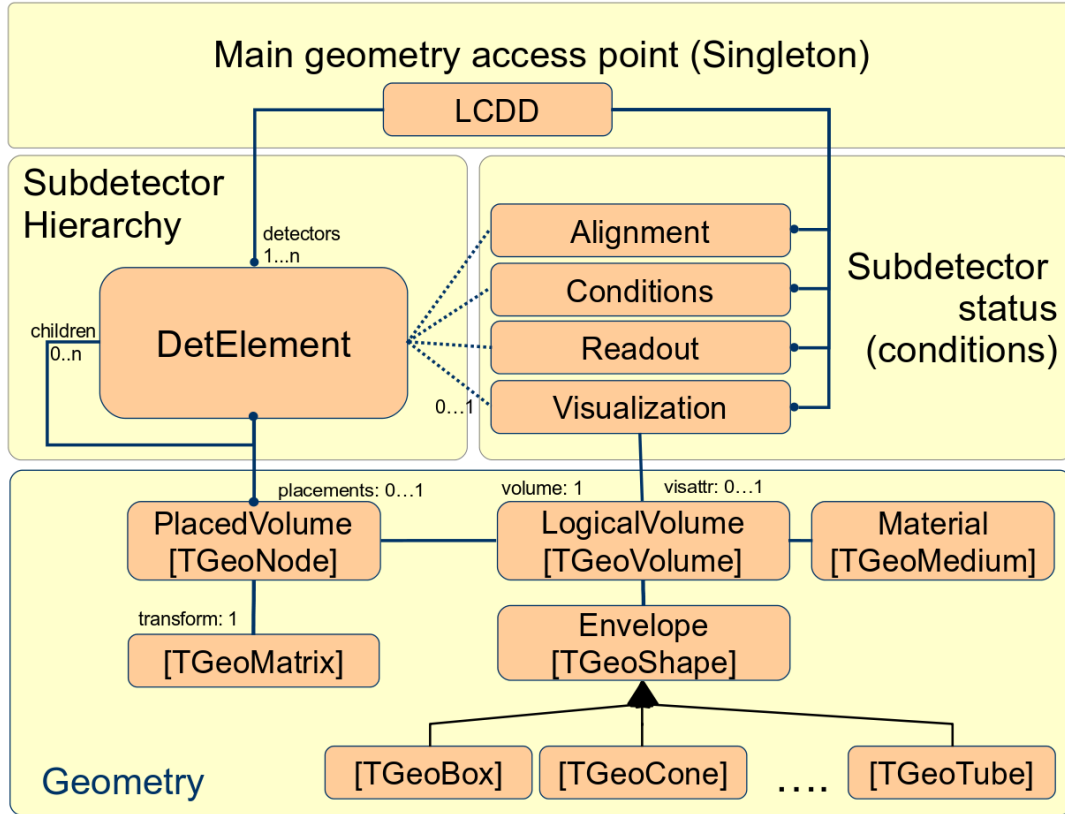 Main geometry access point (Singleton)
LCDD
Subdetector
Hierarchy
detectors
1...n
children
0..n
DetElement
0...1
Alignment
Conditions
Readout
Visualization
Subdetector
status
(conditions)
placements: 0...1
volume: 1
visattr: 0...1
PlacedVolume
[TGeoNode]
LogicalVolume
[TGeoVolume]
Material
[TGeoMedium]
transform: 1
[TGeoMatrix]
Envelope
[TGeoShape]
[TGeoBox]
[TGeoCone]
....
[TGeoTube]
Geometry